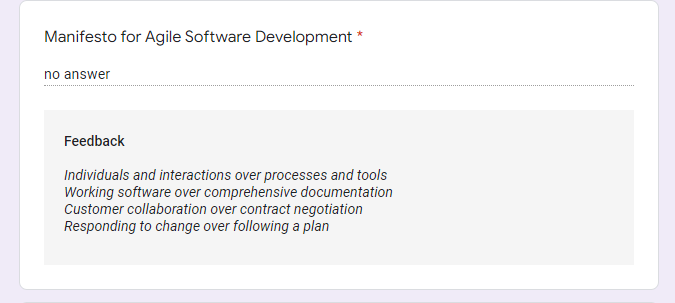 Manifesto for Agile Software Development *
no answer
Feedback
Individuals and interactions over processes and tools
Working software over comprehensive documentation
Customer collaboration over contract negotiation
Responding to change over following a plan